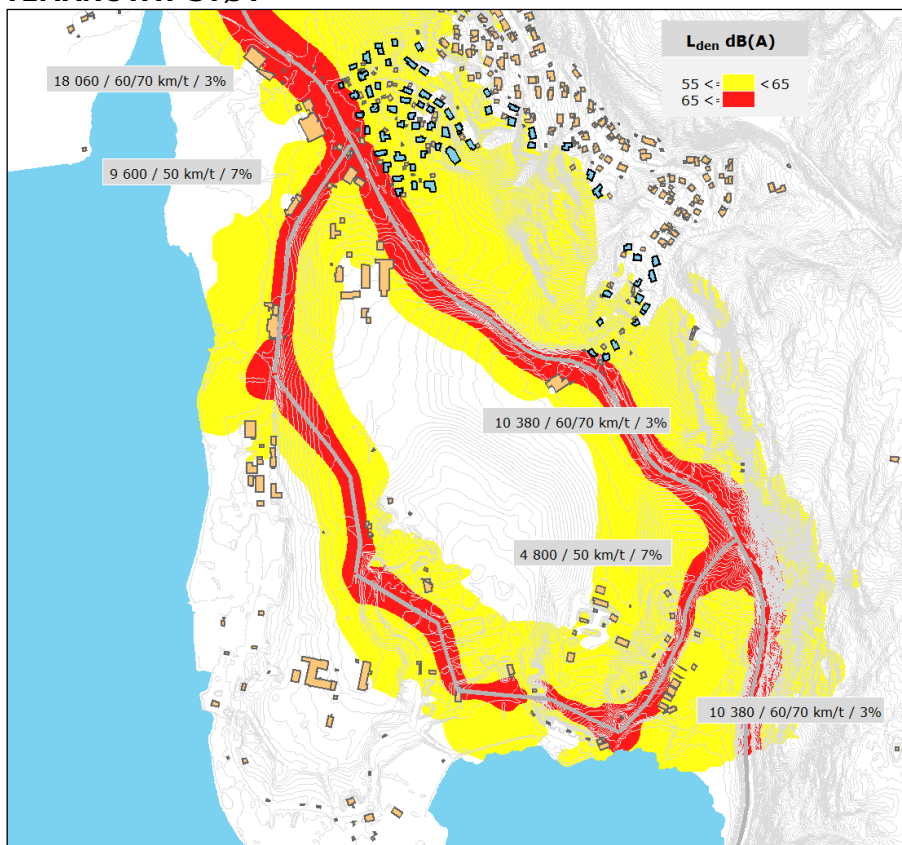 L_den dB(A)
55 <= < 65
65 <=
18 060 / 60/70 km/t / 3%
9 600 / 50 km/t / 7%
10 380 / 60/70 km/t / 3%
4 800 / 50 km/t / 7%
10 380 / 60/70 km/t / 3%